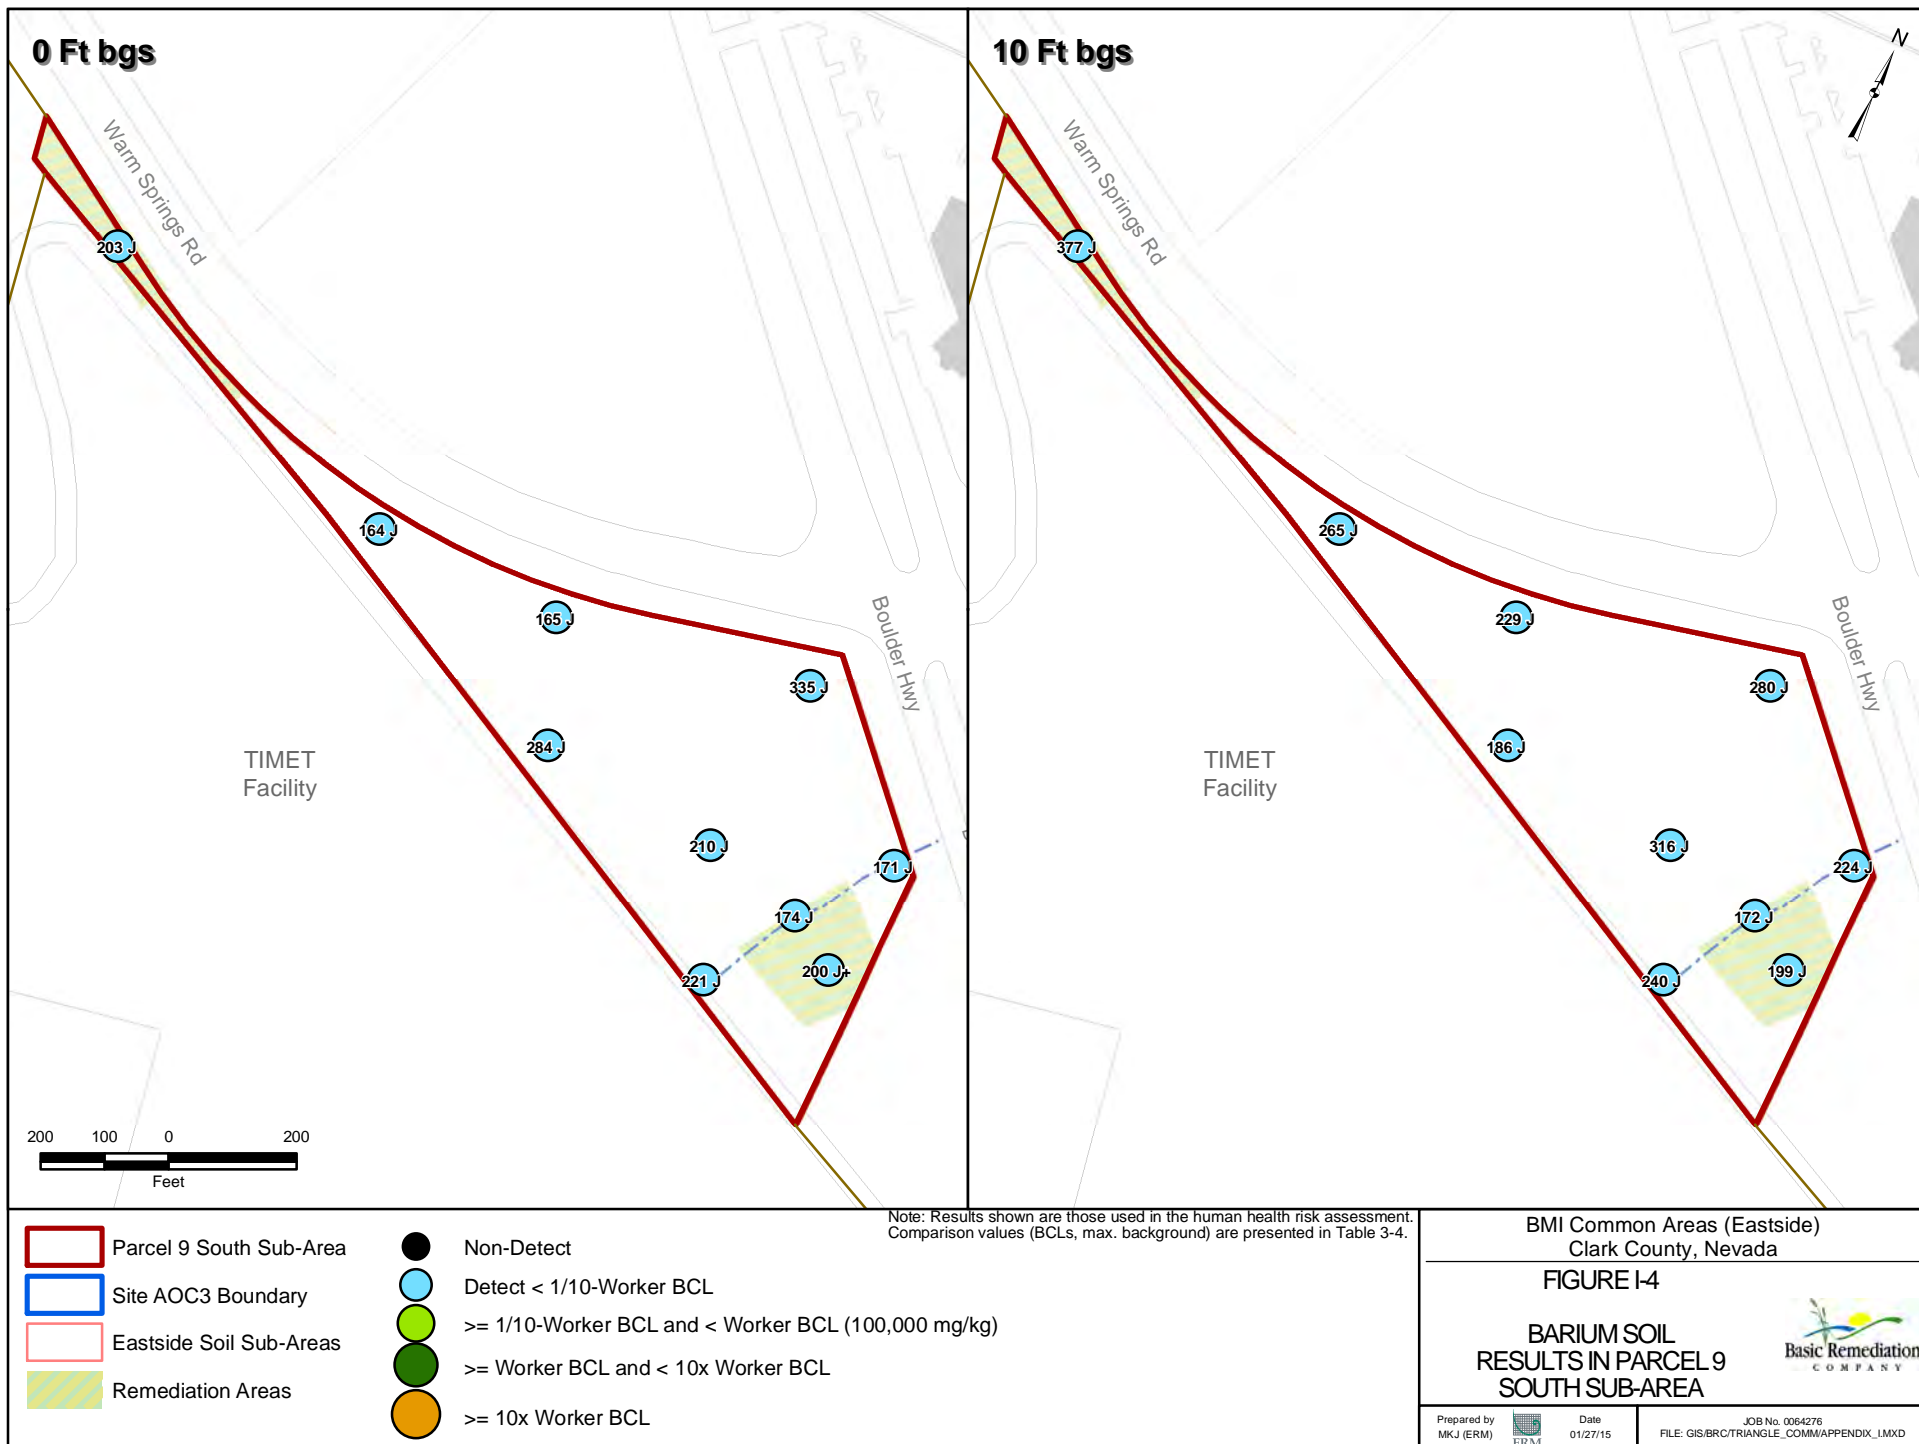 0 Ft bgs
Warm Springs Rd
203 J
164 J
165 J
335 J
Boulder Hwy
284 J
TIMET
Facility
210 J
171 J
174 J
200 J+
221 J
200 100 0 200
Feet
10 Ft bgs
N
Warm Springs Rd
377 J
265 J
229 J
280 J
Boulder Hwy
186 J
TIMET
Facility
316 J
224 J
172 J
199 J
240 J
Parcel 9 South Sub-Area
Site AOC3 Boundary
Eastside Soil Sub-Areas
Remediation Areas
Non-Detect
Detect < 1/10-Worker BCL
>= 1/10-Worker BCL and < Worker BCL (100,000 mg/kg)
>= Worker BCL and < 10x Worker BCL
>= 10x Worker BCL
Note: Results shown are those used in the human health risk assessment.
Comparison values (BCLs, max. background) are presented in Table 3-4.
BMI Common Areas (Eastside)
Clark County, Nevada
FIGURE I-4
BARIUM SOIL
RESULTS IN PARCEL 9
SOUTH SUB-AREA
Basic Remediation
COMPANY
Prepared by
MKJ (ERM)
ERM
Date
01/27/15
JOB No. 0064276
FILE: GIS/BRC/TRIANGLE_COMM/APPENDIX_I.MXD